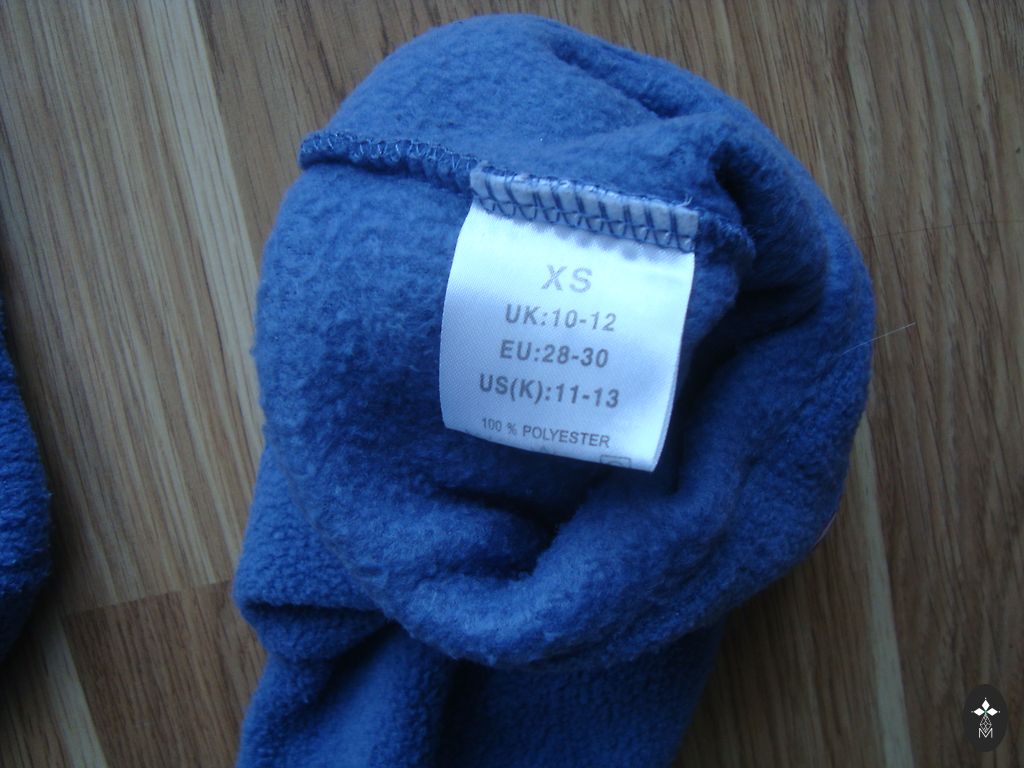 XS
UK:10-12
EU:28-30
US(K):11-13
100 % POLYESTER
M